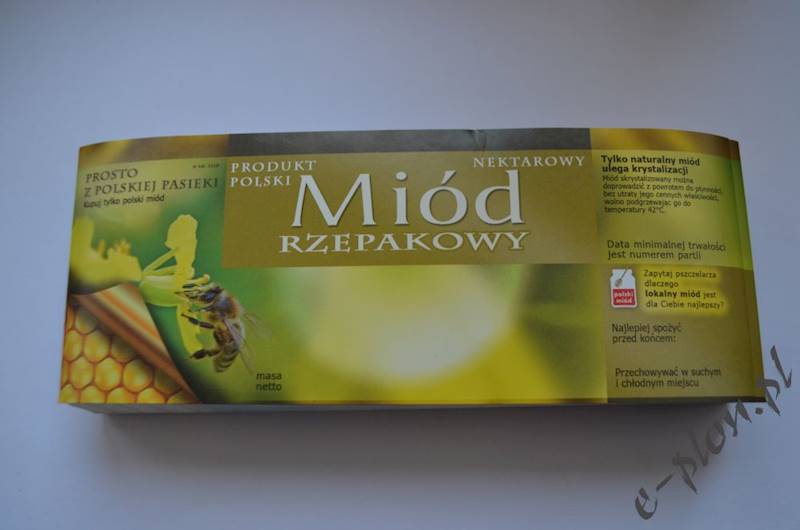 PROSTO
Z POLSKIEJ PASIEKI
Kupuj tylko polski miód
PRODUKT
POLSKI
NEKTAROWY
Miód
RZEPAKOWY
masa
netto
Tylko naturalny miód
ulega krystalizacji
Miód skrystalizowany można
doprowadzić z powrotem do płynności,
bez utraty jego cennych właściwości,
wolno podgrzewając go do
temperatury 42°C.
Data minimalnej trwałości
jest numerem partii
polski
miód
Zapytaj pszczelarza
dlaczego
lokalny miód jest
dla Ciebie najlepszy?
Najlepiej spożyć
przed końcem:
Przechowywać w suchym
i chłodnym miejscu
e-plon.pl